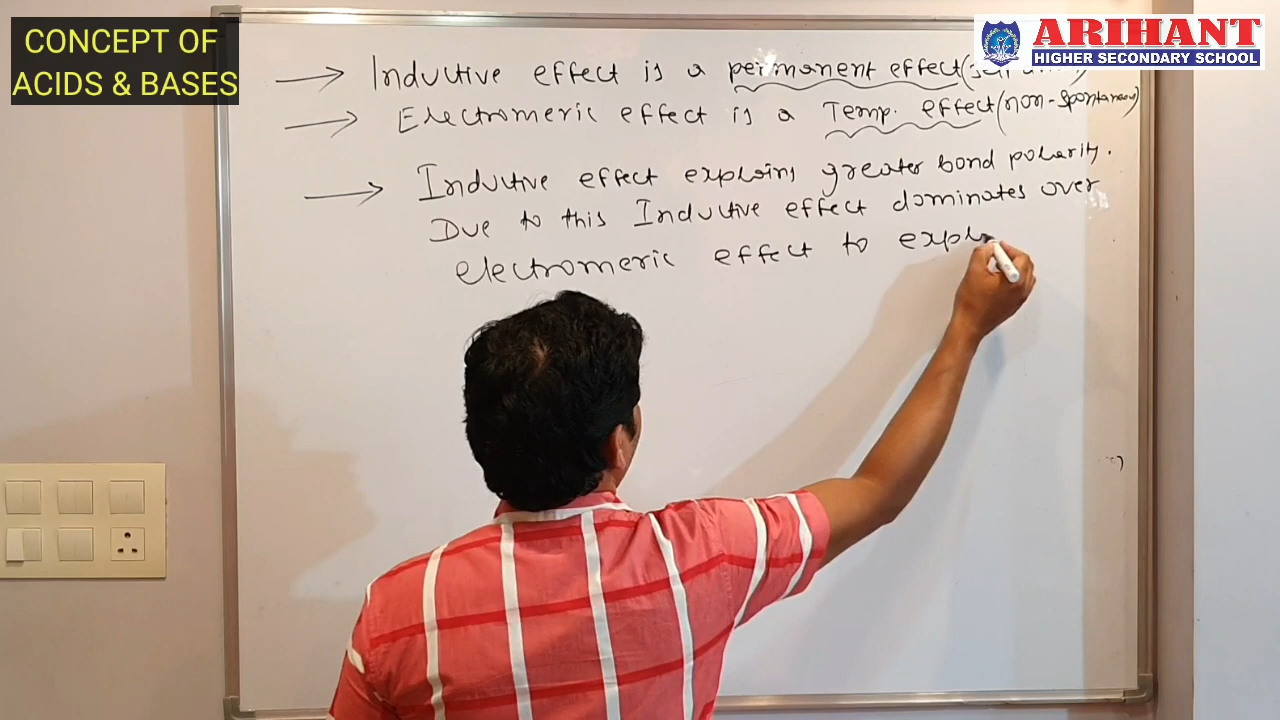 CONCEPT OF
ACIDS & BASES
ARIHANT
HIGHER SECONDARY SCHOOL
→ Inductive effect is a permanent effect(
→ Electromeric effect is a Temp. effect(non-spontaneous)
→ Inductive effect explains greater bond polarity.
Due to this Inductive effect dominates over
electromeric effect to expla